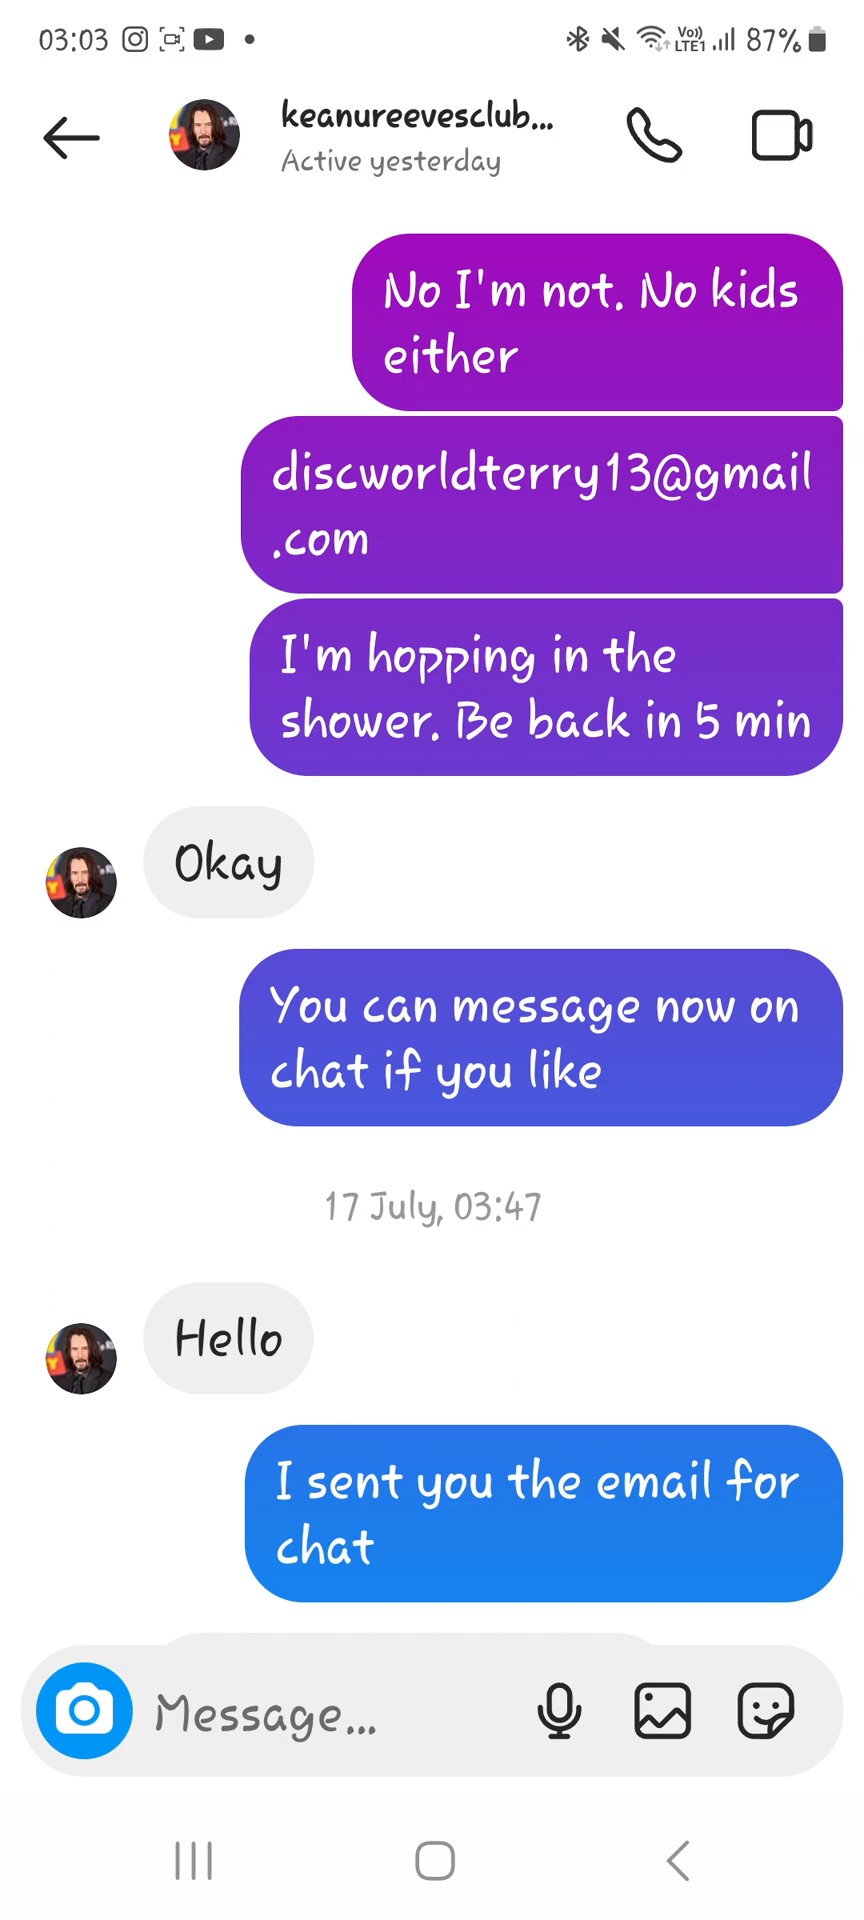 03:03
Vo))
LTE1
87%
keanureevesclub...
Active yesterday
No I'm not. No kids
either
discworldterry13@gmail
.com
I'm hopping in the
shower. Be back in 5 min
Okay
You can message now on
chat if you like
17 July, 03:47
Hello
I sent you the email for
chat
Message...